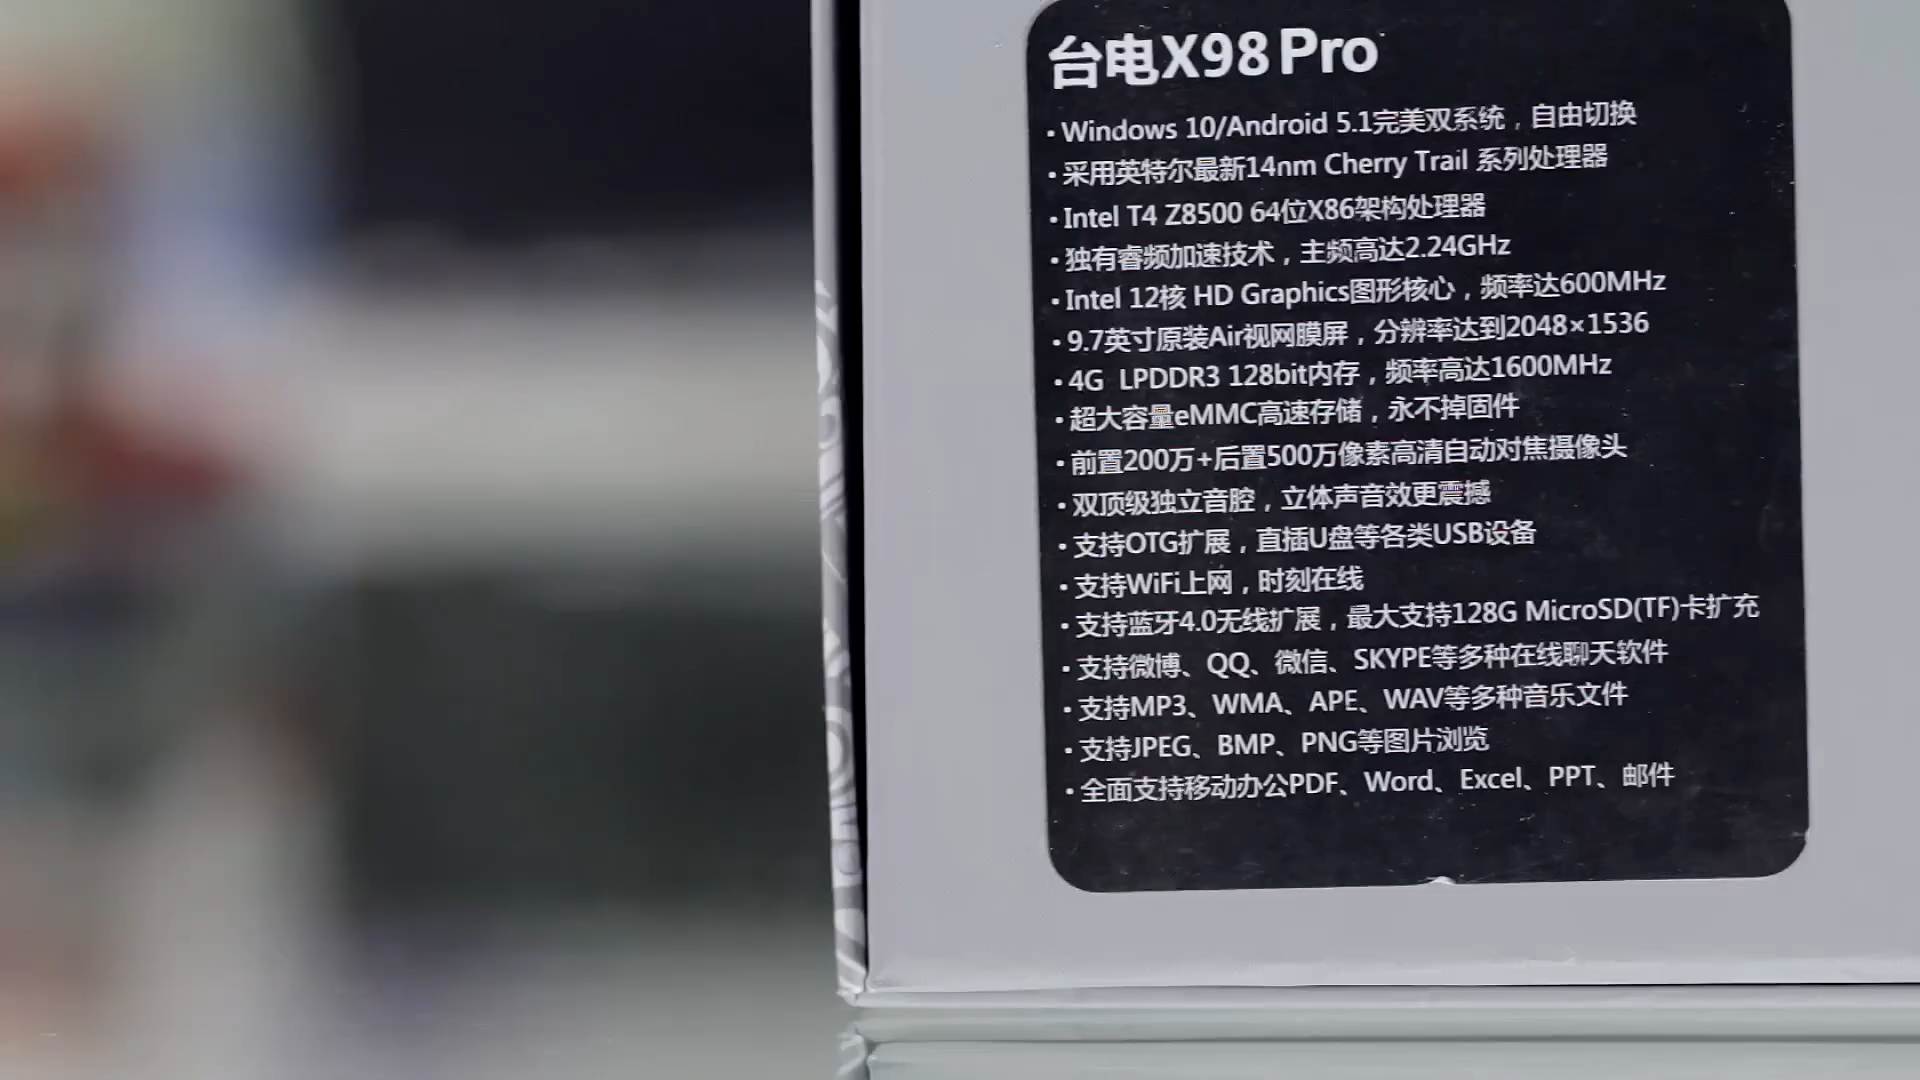 台电X98 Pro
· Windows 10/Android 5.1完美双系统，自由切换
· 采用英特尔最新14nm Cherry Trail 系列处理器
· Intel T4 Z8500 64位X86架构处理器
· 独有睿频加速技术，主频高达2.24GHz
· Intel 12核 HD Graphics图形核心，频率达600MHz
· 9.7英寸原装Air视网膜屏，分辨率达到2048×1536
· 4G LPDDR3 128bit内存，频率高达1600MHz
· 超大容量eMMC高速存储，永不掉固件
· 前置200万+后置500万像素高清自动对焦摄像头
· 双顶级独立音腔，立体声音效更震撼
· 支持OTG扩展，直插U盘等各类USB设备
· 支持WiFi上网，时刻在线
· 支持蓝牙4.0无线扩展，最大支持128G MicroSD(TF)卡扩充
· 支持微博、QQ、微信、SKYPE等多种在线聊天软件
· 支持MP3、WMA、APE、WAV等多种音乐文件
· 支持JPEG、BMP、PNG等图片浏览
· 全面支持移动办公PDF、Word、Excel、PPT、邮件